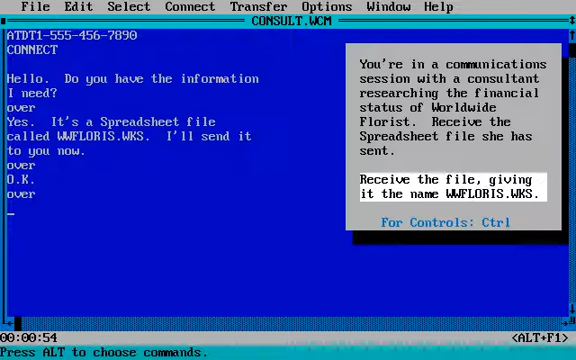 File Edit Select Connect Transfer Options Window Help
CONSULT.WCM
ATDT1-555-456-7890
CONNECT
Hello. Do you have the information
I need?
over
Yes. It's a Spreadsheet file
called WWFLORIS.WKS. I'll send it
to you now.
over
O.K.
over
You're in a communications
session with a consultant
researching the financial
status of Worldwide
Florist. Receive the
Spreadsheet file she has
sent.
Receive the file, giving
it the name WWFLORIS.WKS.
For Controls: Ctrl
00:00:54 <ALT+F1>
Press ALT to choose commands.